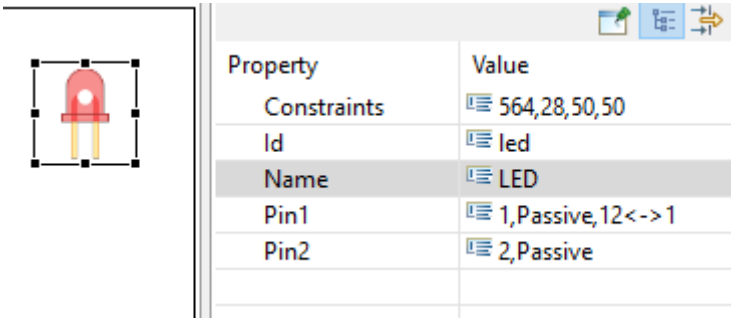 Property Value
Constraints 564,28,50,50
Id led
Name LED
Pin1 1,Passive,12<->1
Pin2 2,Passive